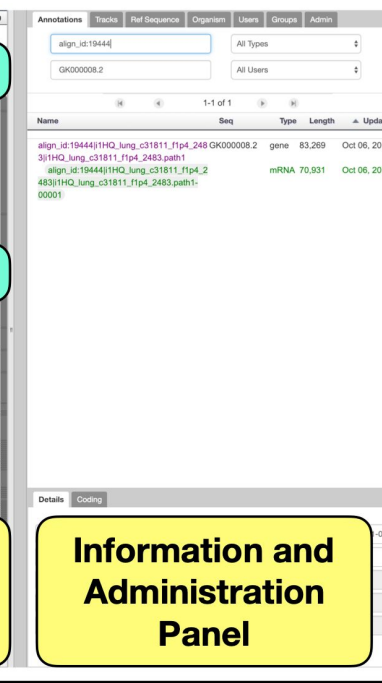 Annotations Tracks Ref Sequence Organism Users Groups Admin
align_id:19444 All Types
GK000008.2 All Users
1-1 of 1
Name Seq Type Length Upda
align_id:19444|i1HQ_lung_c31811_f1p4_248 GK000008.2 gene 83,269 Oct 06, 20
3|i1HQ_lung_c31811_f1p4_2483.path1
align_id:19444|i1HQ_lung_c31811_f1p4_2 mRNA 70,931 Oct 06, 20
483|i1HQ_lung_c31811_f1p4_2483.path1-
00001
Details Coding
Information and
Administration
Panel